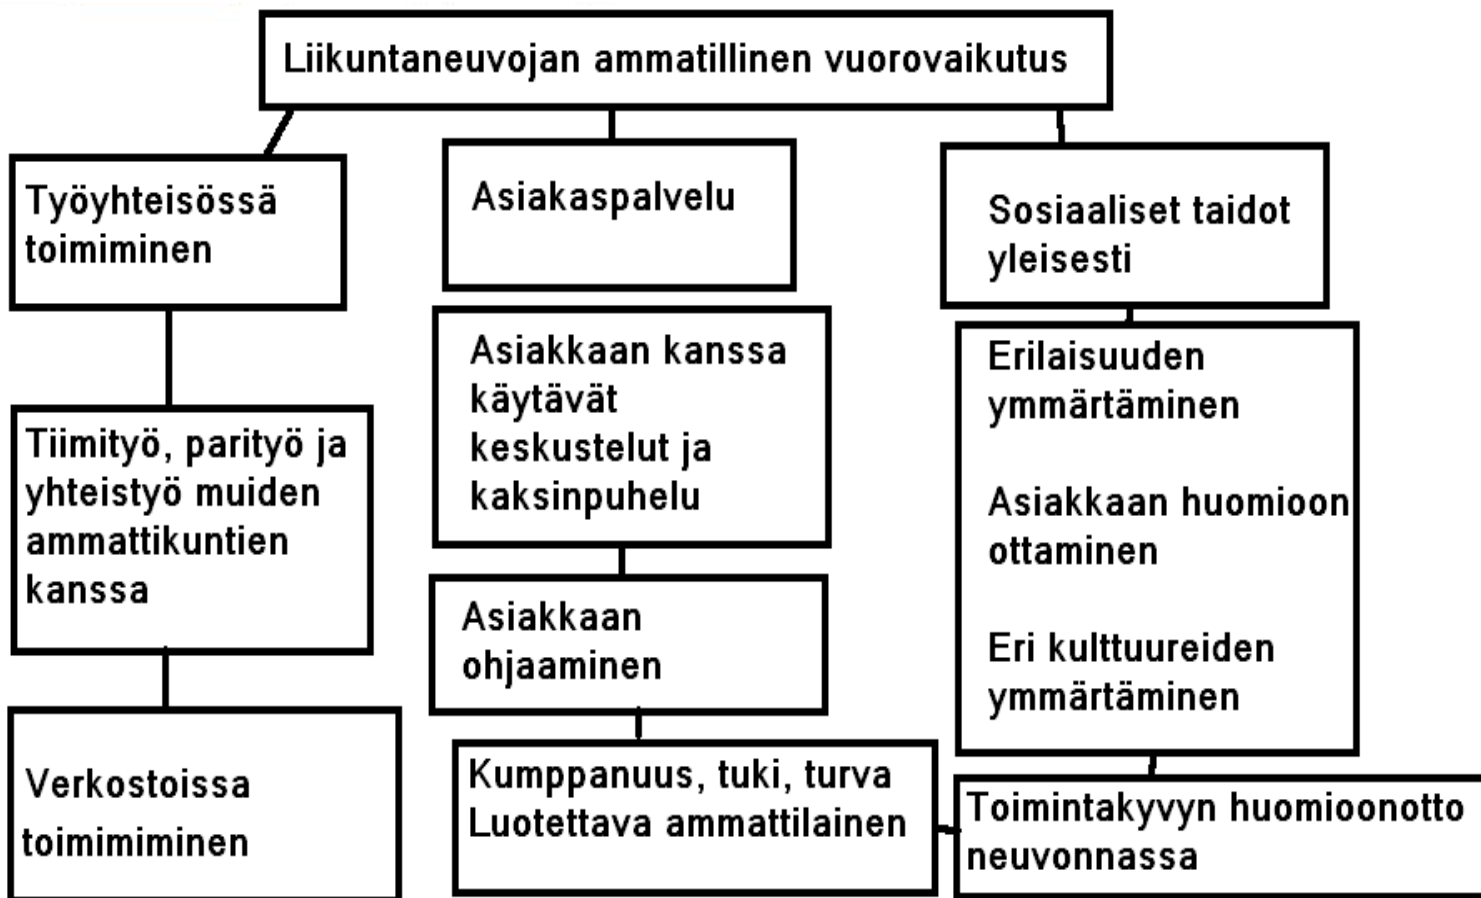 Liikuntaneuvojan ammatillinen vuorovaikutus
Työyhteisössä
toimiminen
Tiimityö, parityö ja
yhteistyö muiden
ammattikuntien
kanssa
Verkostoissa
toimimiminen
Asiakaspalvelu
Asiakkaan kanssa
käytävät
keskustelut ja
kaksinpuhelu
Asiakkaan
ohjaaminen
Kumppanuus, tuki, turva
Luotettava ammattilainen
Sosiaaliset taidot
yleisesti
Erilaisuuden
ymmärtäminen
Asiakkaan huomioon
ottaminen
Eri kulttuureiden
ymmärtäminen
Toimintakyvyn huomioonotto
neuvonnassa